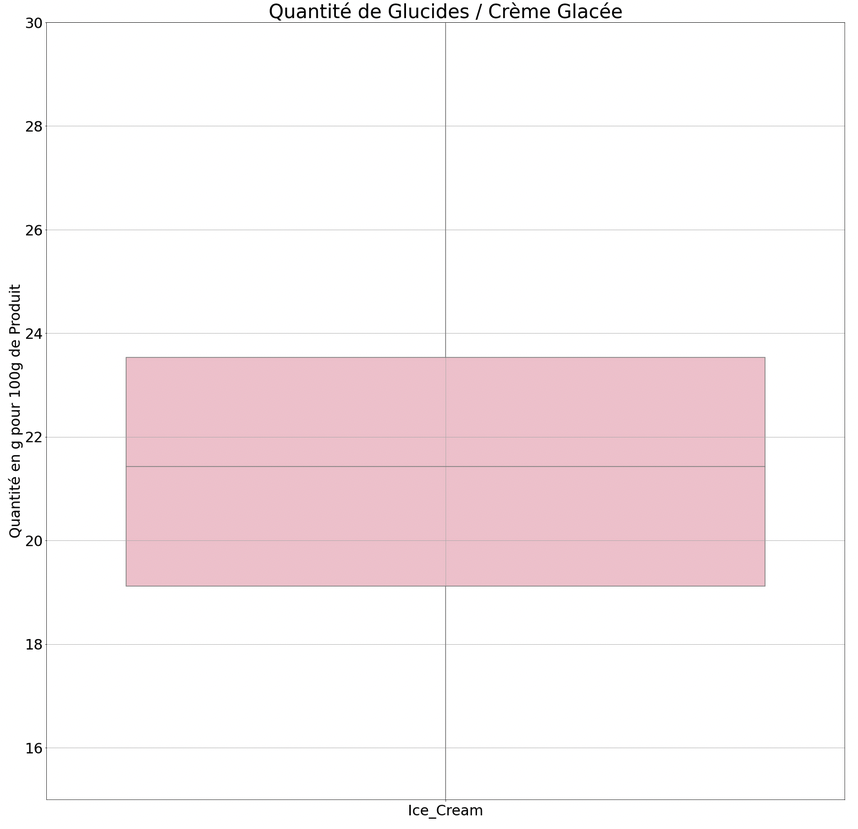 Quantité de Glucides / Crème Glacée
Quantité en g pour 100g de Produit
30
28
26
24
22
20
18
16
Ice_Cream